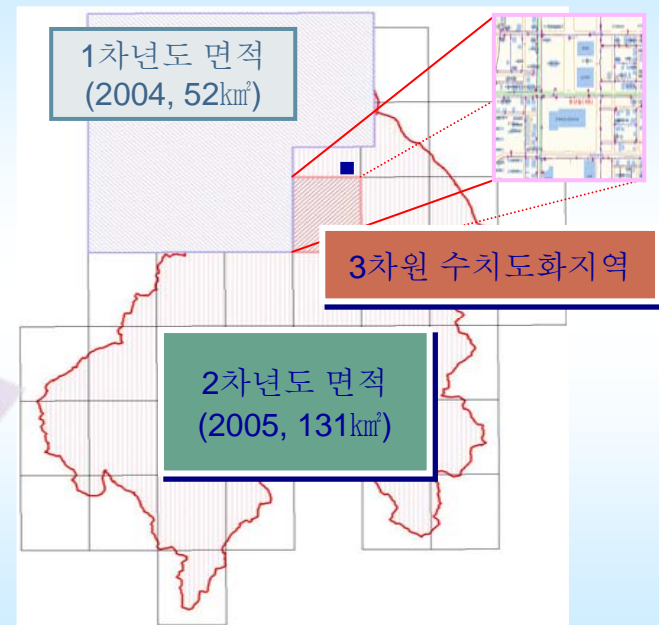 1차년도 면적
(2004, 52㎢)
3차원 수치도화지역
2차년도 면적
(2005, 131㎢)